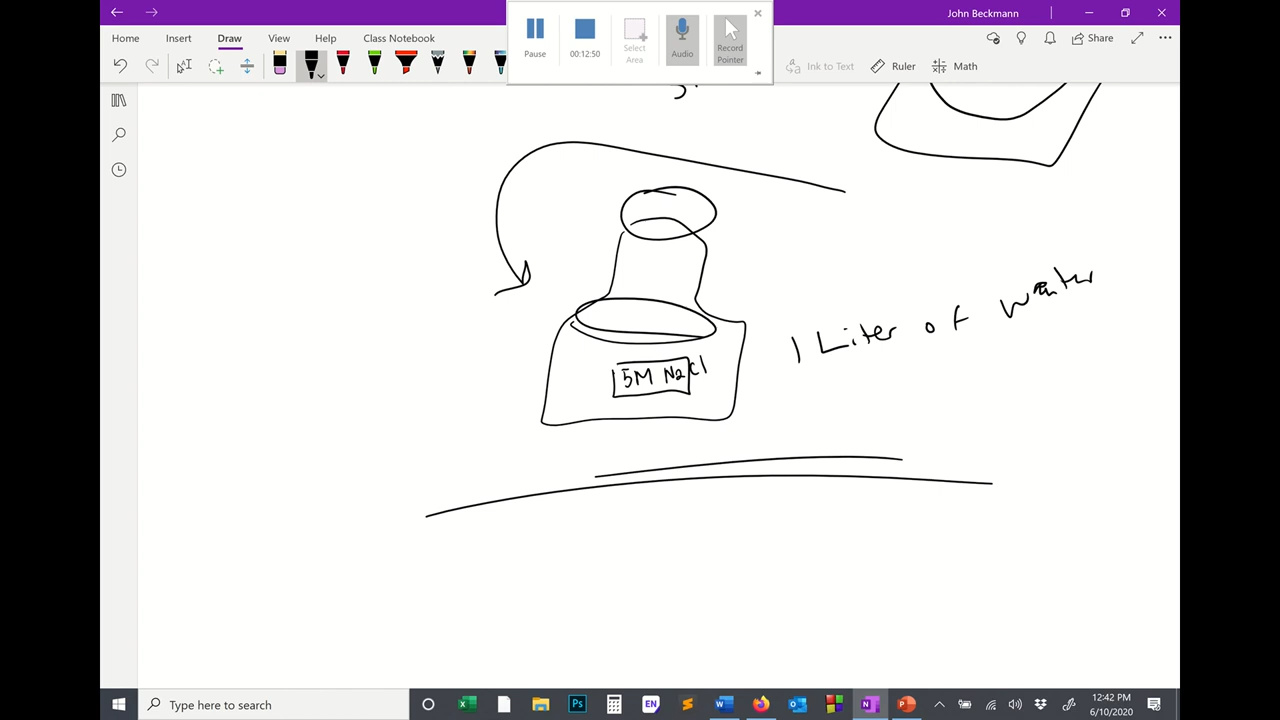 John Beckmann
Home Insert Draw View Help Class Notebook
Pause 00:12:50 Select Area Audio Record Pointer
Share
Ink to Text Ruler Math
1 Liter of water
5M NaCl
Type here to search
EN
12:42 PM
6/10/2020